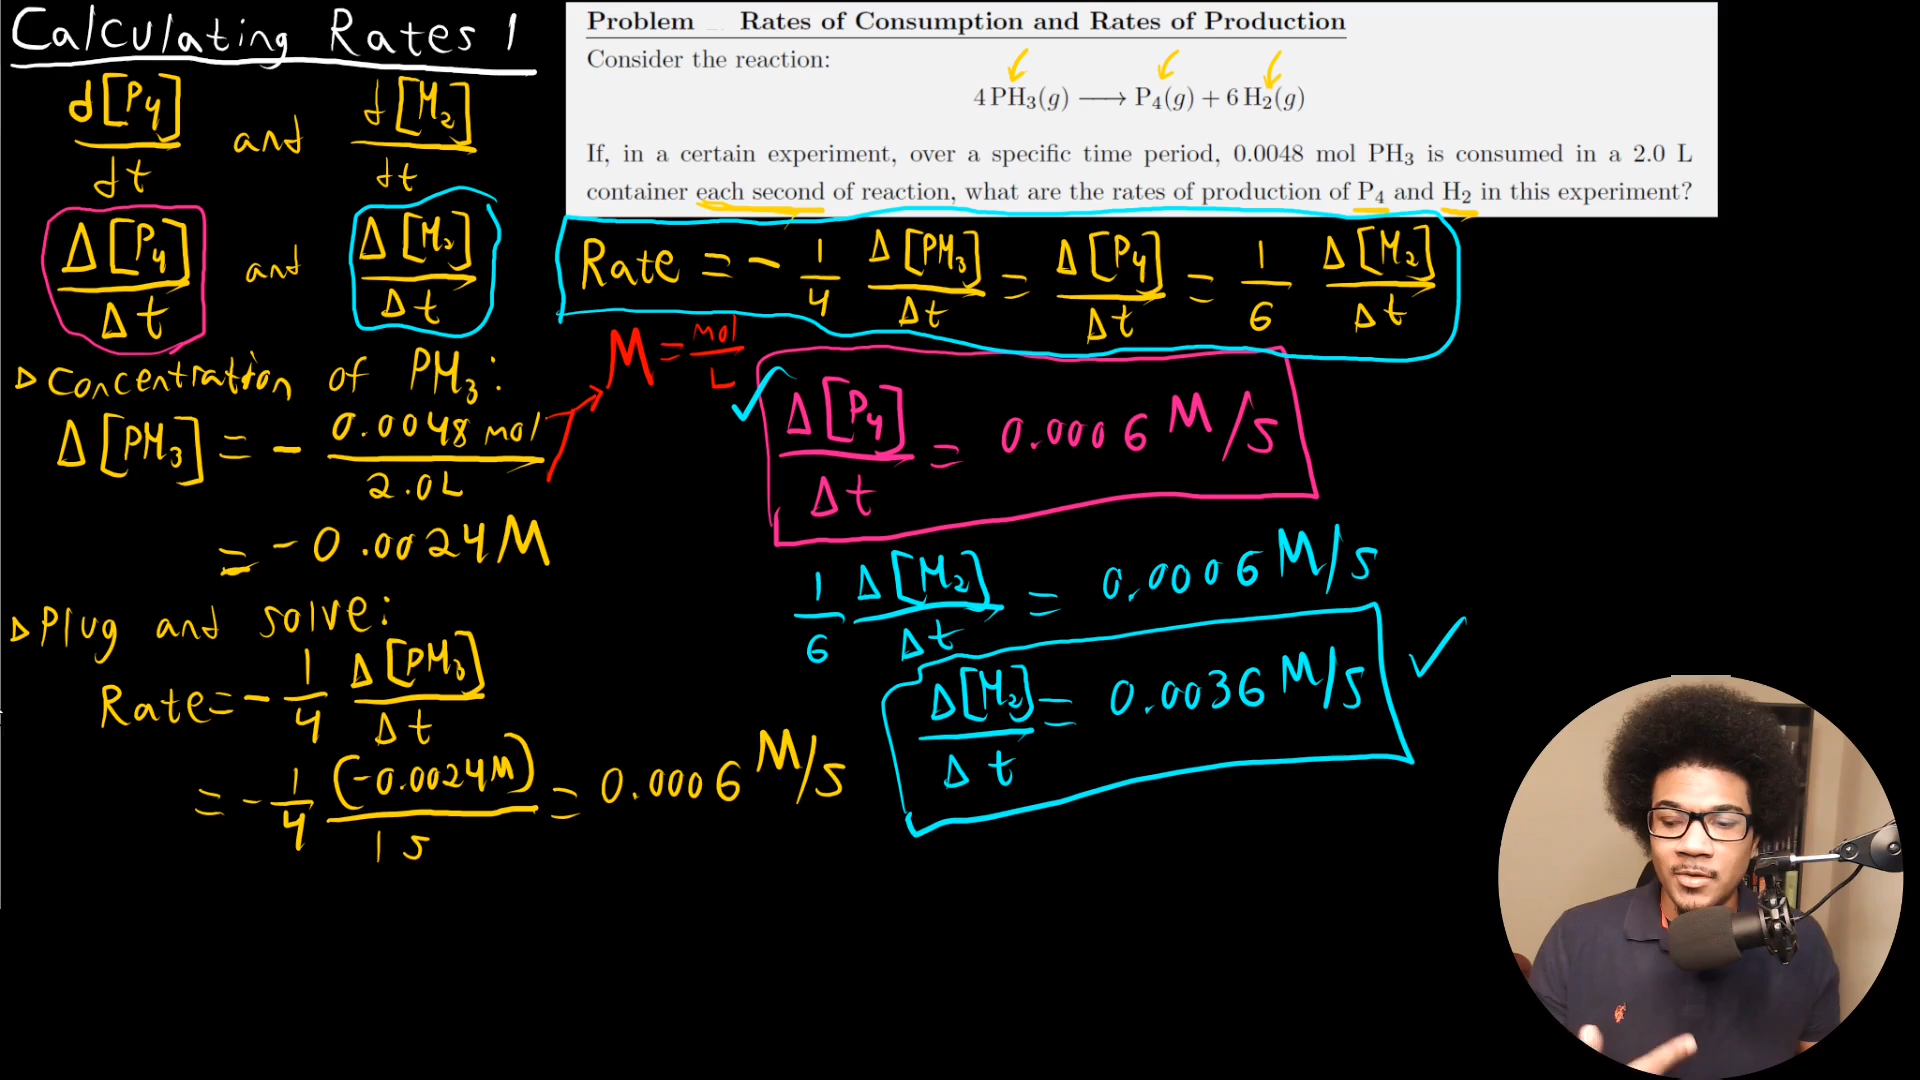 Calculating Rates 1
Problem Rates of Consumption and Rates of Production
Consider the reaction:
4 PH₃(g) ⟶ P₄(g) + 6 H₂(g)
If, in a certain experiment, over a specific time period, 0.0048 mol PH₃ is consumed in a 2.0 L
container each second of reaction, what are the rates of production of P₄ and H₂ in this experiment?
d[P₄]/dt and d[H₂]/dt
Δ[P₄]/Δt and Δ[H₂]/Δt
Rate = - 1/4 Δ[PH₃]/Δt = Δ[P₄]/Δt = 1/6 Δ[H₂]/Δt
▹ Concentration of PH₃:
Δ[PH₃] = - 0.0048 mol/2.0L
M = mol/L
= -0.0024 M
▹ Plug and solve:
Rate = - 1/4 Δ[PH₃]/Δt
= - 1/4 (-0.0024M)/1 s = 0.0006 M/s
Δ[P₄]/Δt = 0.0006 M/s
1/6 Δ[H₂]/Δt = 0.0006 M/s
Δ[H₂]/Δt = 0.0036 M/s